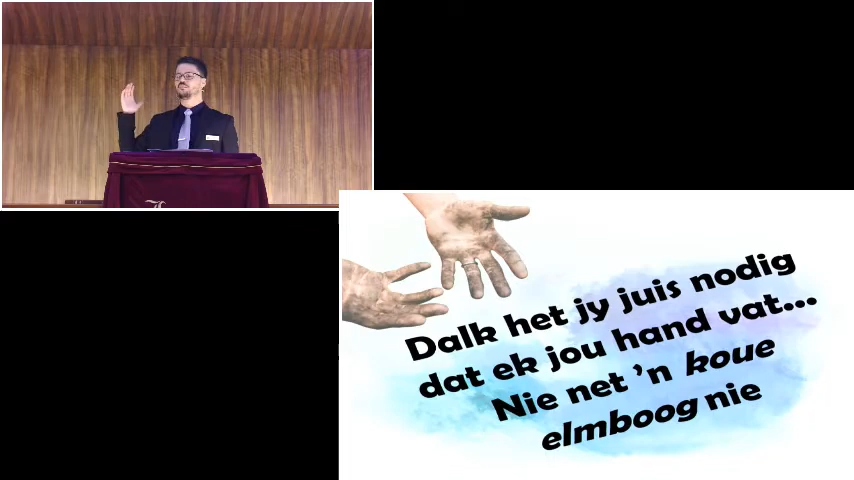 Dalk het jy juis nodig
dat ek jou hand vat...
Nie net 'n koue
elmboog nie